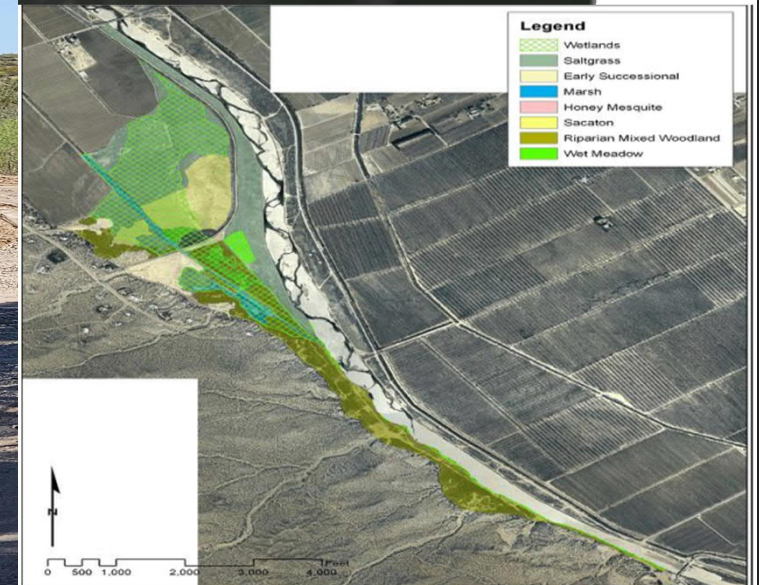 Legend
Wetlands
Saltgrass
Early Successional
Marsh
Honey Mesquite
Sacaton
Riparian Mixed Woodland
Wet Meadow
N
Feet
0 500 1,000 2,000 3,000 4,000